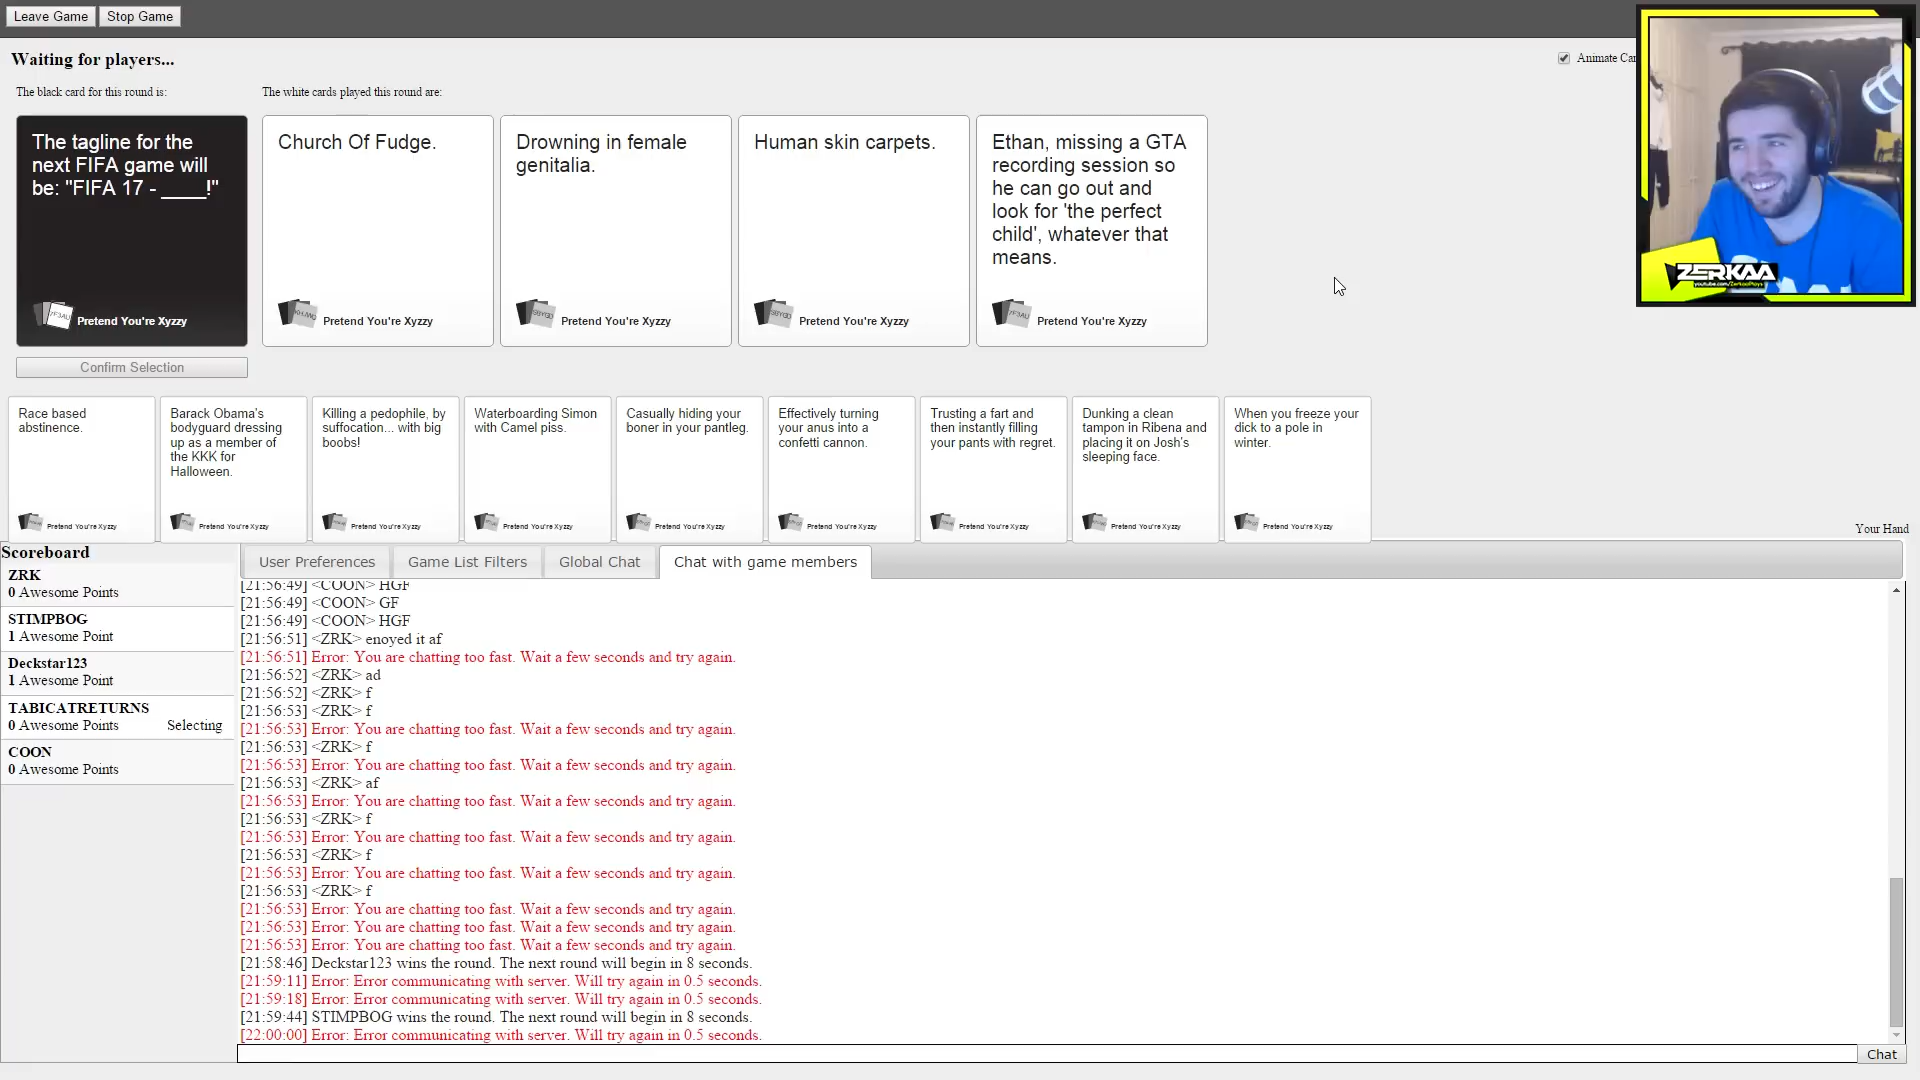 Leave Game
Stop Game
Waiting for players...
Animate Car
The black card for this round is:
The white cards played this round are:
The tagline for the
next FIFA game will
be: "FIFA 17 - ____!"
Pretend You're Xyzzy
Church Of Fudge.
Pretend You're Xyzzy
Drowning in female
genitalia.
Pretend You're Xyzzy
Human skin carpets.
Pretend You're Xyzzy
Ethan, missing a GTA
recording session so
he can go out and
look for 'the perfect
child', whatever that
means.
Pretend You're Xyzzy
ZERKAA
youtube.com/ZerkaaPlays
Confirm Selection
Race based
abstinence.
Pretend You're Xyzzy
Barack Obama's
bodyguard dressing
up as a member of
the KKK for
Halloween.
Pretend You're Xyzzy
Killing a pedophile, by
suffocation... with big
boobs!
Pretend You're Xyzzy
Waterboarding Simon
with Camel piss.
Pretend You're Xyzzy
Casually hiding your
boner in your pantleg.
Pretend You're Xyzzy
Effectively turning
your anus into a
confetti cannon.
Pretend You're Xyzzy
Trusting a fart and
then instantly filling
your pants with regret.
Pretend You're Xyzzy
Dunking a clean
tampon in Ribena and
placing it on Josh's
sleeping face.
Pretend You're Xyzzy
When you freeze your
dick to a pole in
winter.
Pretend You're Xyzzy
Your Hand
Scoreboard
ZRK
0 Awesome Points
STIMPBOG
1 Awesome Point
Deckstar123
1 Awesome Point
TABICATRETURNS
0 Awesome Points Selecting
COON
0 Awesome Points
User Preferences
Game List Filters
Global Chat
Chat with game members
[21:56:49] <COON> HGF
[21:56:49] <COON> GF
[21:56:49] <COON> HGF
[21:56:51] <ZRK> enoyed it af
[21:56:51] Error: You are chatting too fast. Wait a few seconds and try again.
[21:56:52] <ZRK> ad
[21:56:52] <ZRK> f
[21:56:53] <ZRK> f
[21:56:53] Error: You are chatting too fast. Wait a few seconds and try again.
[21:56:53] <ZRK> f
[21:56:53] Error: You are chatting too fast. Wait a few seconds and try again.
[21:56:53] <ZRK> af
[21:56:53] Error: You are chatting too fast. Wait a few seconds and try again.
[21:56:53] <ZRK> f
[21:56:53] Error: You are chatting too fast. Wait a few seconds and try again.
[21:56:53] <ZRK> f
[21:56:53] Error: You are chatting too fast. Wait a few seconds and try again.
[21:56:53] <ZRK> f
[21:56:53] Error: You are chatting too fast. Wait a few seconds and try again.
[21:56:53] Error: You are chatting too fast. Wait a few seconds and try again.
[21:56:53] Error: You are chatting too fast. Wait a few seconds and try again.
[21:58:46] Deckstar123 wins the round. The next round will begin in 8 seconds.
[21:59:11] Error: Error communicating with server. Will try again in 0.5 seconds.
[21:59:18] Error: Error communicating with server. Will try again in 0.5 seconds.
[21:59:44] STIMPBOG wins the round. The next round will begin in 8 seconds.
[22:00:00] Error: Error communicating with server. Will try again in 0.5 seconds.
Chat